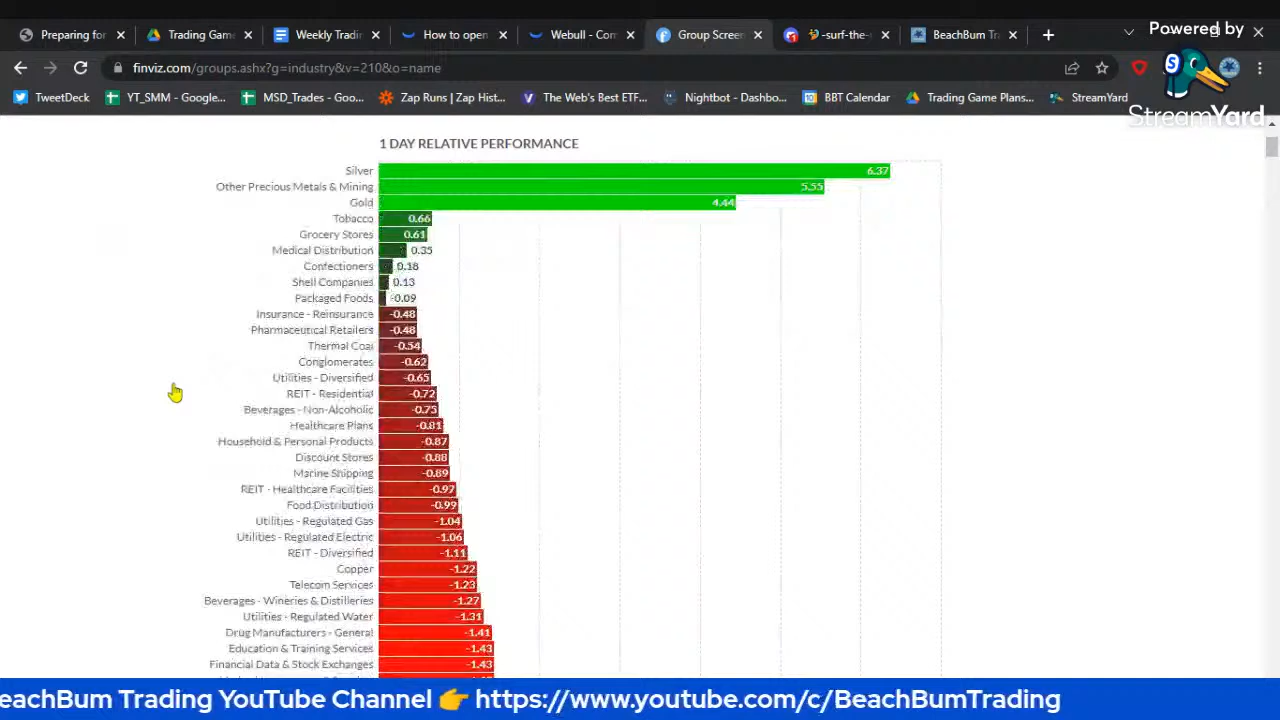 Preparing for
Trading Gam
Weekly Tradi
How to open
Webull - Com
Group Screen
-surf-the-
BeachBum Tra
Powered by
finviz.com/groups.ashx?g=industry&v=210&o=name
StreamYard
TweetDeck
YT_SMM - Google...
MSD_Trades - Goo...
Zap Runs | Zap Hist...
The Web's Best ETF...
Nightbot - Dashbo...
BBT Calendar
Trading Game Plans...
StreamYard
1 DAY RELATIVE PERFORMANCE
Silver 6.37
Other Precious Metals & Mining 5.55
Gold 4.44
Tobacco 0.66
Grocery Stores 0.61
Medical Distribution 0.35
Confectioners 0.18
Shell Companies 0.13
Packaged Foods -0.09
Insurance - Reinsurance -0.48
Pharmaceutical Retailers -0.48
Thermal Coal -0.54
Conglomerates -0.62
Utilities - Diversified -0.65
REIT - Residential -0.72
Beverages - Non-Alcoholic -0.75
Healthcare Plans -0.81
Household & Personal Products -0.87
Discount Stores -0.88
Marine Shipping -0.89
REIT - Healthcare Facilities -0.97
Food Distribution -0.99
Utilities - Regulated Gas -1.04
Utilities - Regulated Electric -1.06
REIT - Diversified -1.11
Copper -1.22
Telecom Services -1.23
Beverages - Wineries & Distilleries -1.27
Utilities - Regulated Water -1.31
Drug Manufacturers - General -1.41
Education & Training Services -1.43
Financial Data & Stock Exchanges -1.43
eachBum Trading YouTube Channel 👉 https://www.youtube.com/c/BeachBumTrading